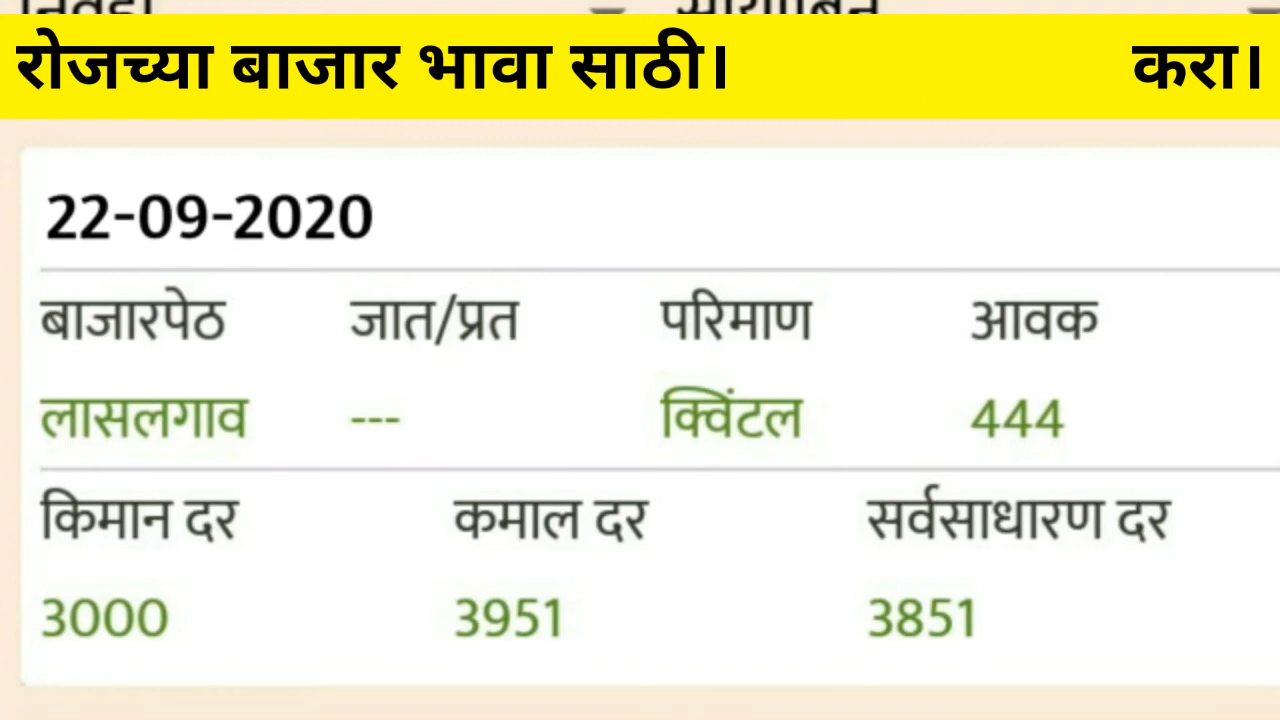 रोजच्या बाजार भावा साठी। करा।
22-09-2020
बाजारपेठ जात/प्रत परिमाण आवक
लासलगाव --- क्विंटल 444
किमान दर कमाल दर सर्वसाधारण दर
3000 3951 3851